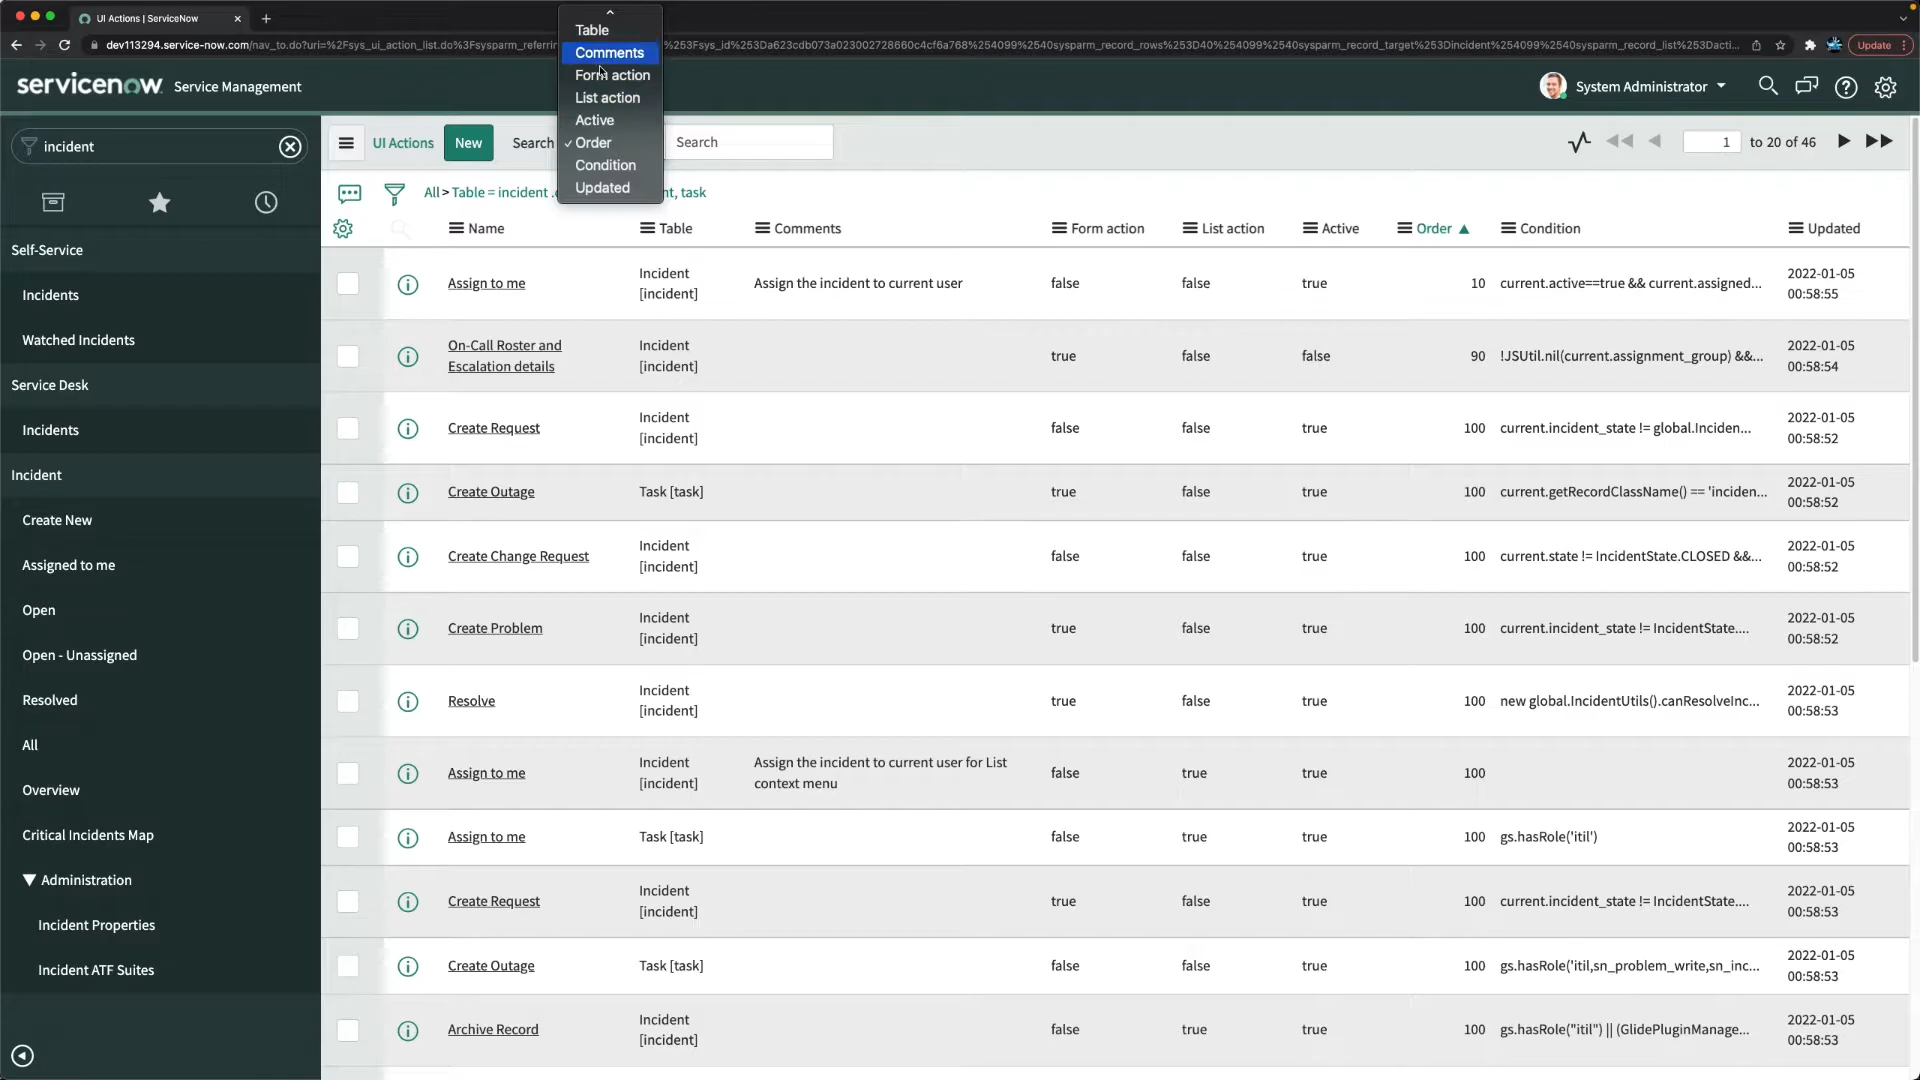 UI Actions | ServiceNow
Table
Comments
Form action
List action
Active
✓ Order
Condition
Updated
dev113294.service-now.com/nav_to.do?uri=%2Fsys_ui_action_list.do%3Fsysparm_referrin
%253Fsys_id%253Da623cdb073a023002728660c4cf6a768%254099%2540sysparm_record_rows%253D40%254099%2540sysparm_record_target%253Dincident%254099%2540sysparm_record_list%253Dacti...
Update
servicenow Service Management
System Administrator
incident
UI Actions
New
Search
Search
1 to 20 of 46
All > Table = incident .
t, task
Name Table Comments Form action List action Active Order ▲ Condition Updated
Self-Service
Incidents
Watched Incidents
Service Desk
Incidents
Incident
Create New
Assigned to me
Open
Open - Unassigned
Resolved
All
Overview
Critical Incidents Map
▼ Administration
Incident Properties
Incident ATF Suites
Assign to me Incident [incident] Assign the incident to current user false false true 10 current.active==true && current.assigned... 2022-01-05 00:58:55
On-Call Roster and Escalation details Incident [incident] true false false 90 !JSUtil.nil(current.assignment_group) &&... 2022-01-05 00:58:54
Create Request Incident [incident] false false true 100 current.incident_state != global.Inciden... 2022-01-05 00:58:52
Create Outage Task [task] true false true 100 current.getRecordClassName() == 'inciden... 2022-01-05 00:58:52
Create Change Request Incident [incident] false false true 100 current.state != IncidentState.CLOSED &&... 2022-01-05 00:58:52
Create Problem Incident [incident] true false true 100 current.incident_state != IncidentState.... 2022-01-05 00:58:52
Resolve Incident [incident] true false true 100 new global.IncidentUtils().canResolveInc... 2022-01-05 00:58:53
Assign to me Incident [incident] Assign the incident to current user for List context menu false true true 100 2022-01-05 00:58:53
Assign to me Task [task] false true true 100 gs.hasRole('itil') 2022-01-05 00:58:53
Create Request Incident [incident] true false true 100 current.incident_state != IncidentState.... 2022-01-05 00:58:53
Create Outage Task [task] false false true 100 gs.hasRole('itil,sn_problem_write,sn_inc... 2022-01-05 00:58:53
Archive Record Incident [incident] false true true 100 gs.hasRole("itil") || (GlidePluginManage... 2022-01-05 00:58:53